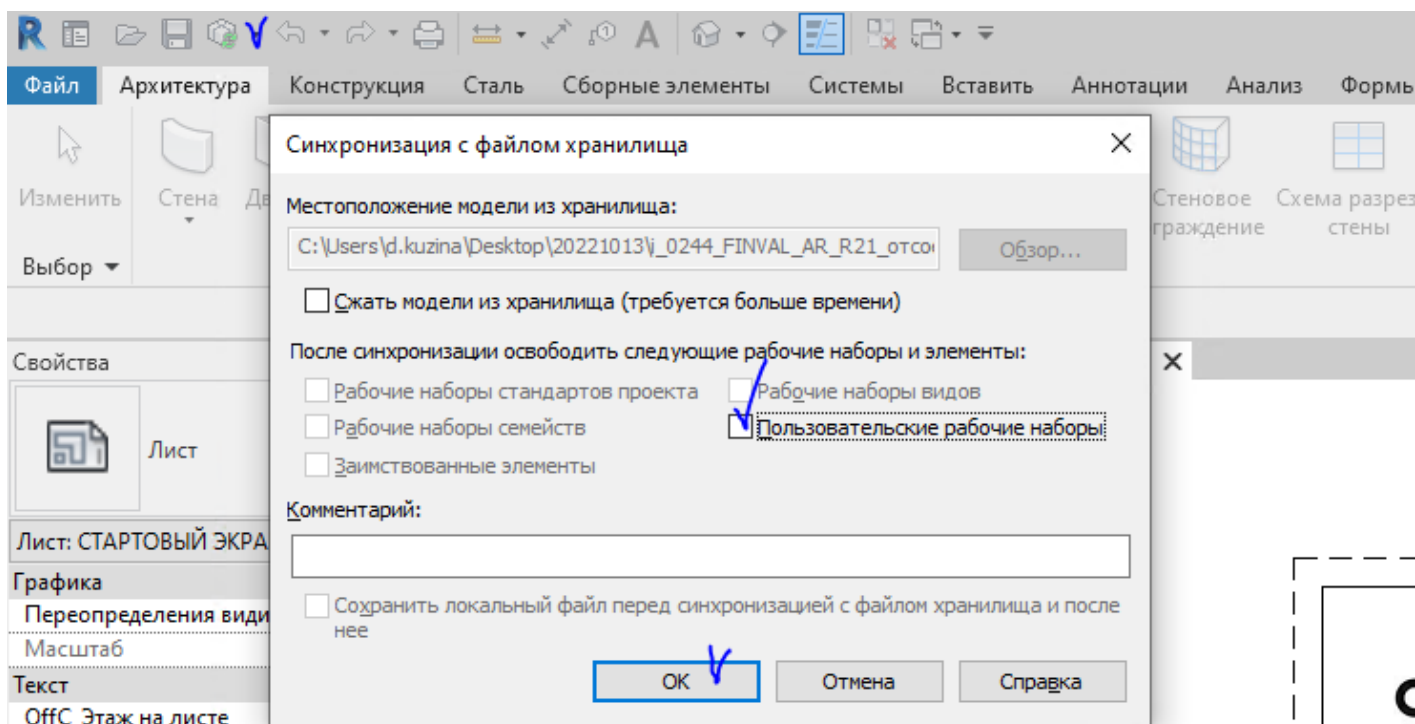 Файл Архитектура Конструкция Сталь Сборные элементы Системы Вставить Аннотации Анализ Формы
Синхронизация с файлом хранилища
Изменить Стена
Стеновое Схема разрез
граждение стены
Выбор
Местоположение модели из хранилища:
C:\Users\d.kuzina\Desktop\20221013\j_0244_FINVAL_AR_R21_отсо
Обзор...
Сжать модели из хранилища (требуется больше времени)
После синхронизации освободить следующие рабочие наборы и элементы:
Рабочие наборы стандартов проекта Рабочие наборы видов
Рабочие наборы семейств Пользовательские рабочие наборы
Заимствованные элементы
Комментарий:
Сохранить локальный файл перед синхронизацией с файлом хранилища и после
нее
ОК Отмена Справка
Свойства
Лист
Лист: СТАРТОВЫЙ ЭКРА
Графика
Переопределения види
Масштаб
Текст
OffC_Этаж на листе